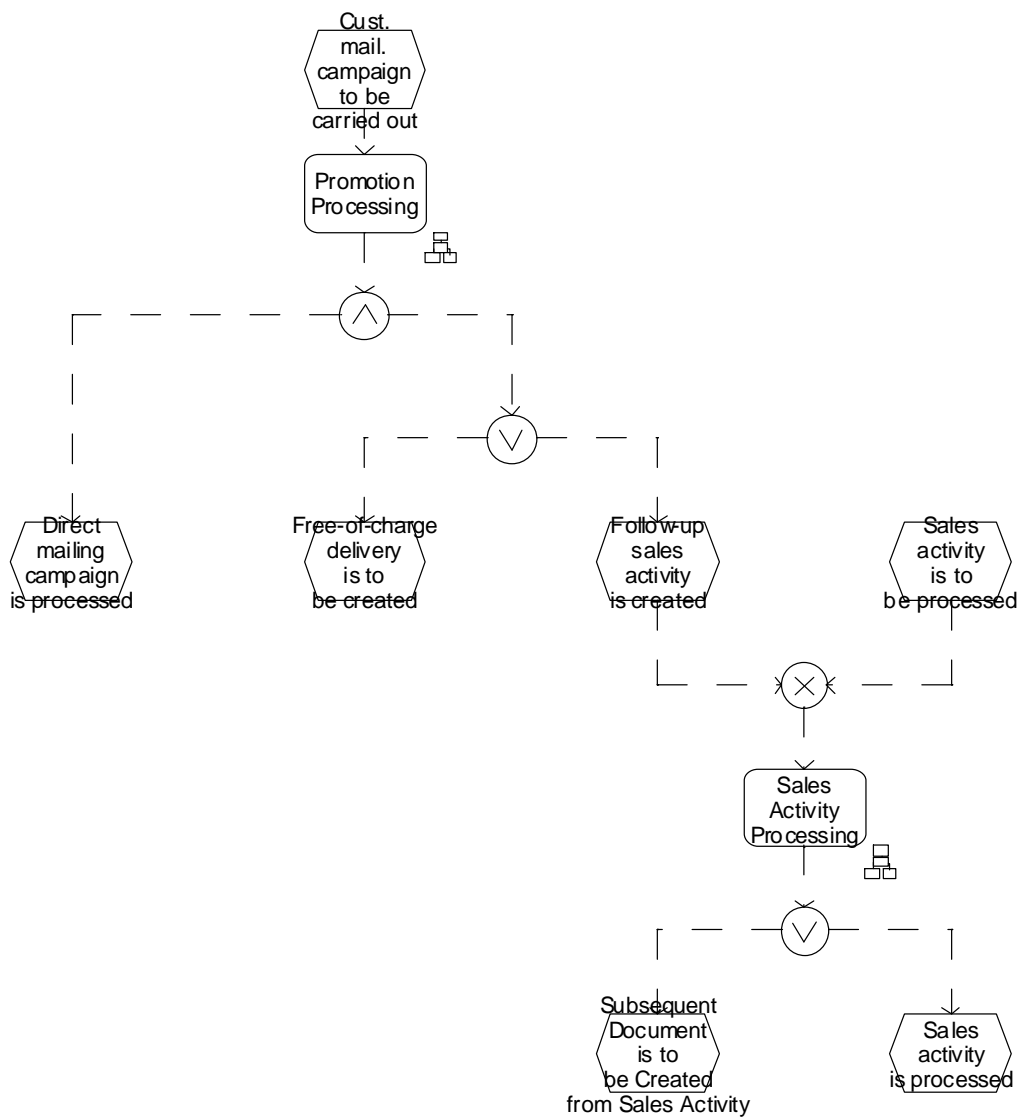 Cust.
mail.
campaign
to be
carried out
Promotion
Processing
Direct
mailing
campaign
is processed
Free-of-charge
delivery
is to
be created
Follow-up
sales
activity
is created
Sales
activity
is to
be processed
Sales
Activity
Processing
Subsequent
Document
is to
be Created
from Sales Activity
Sales
activity
is processed